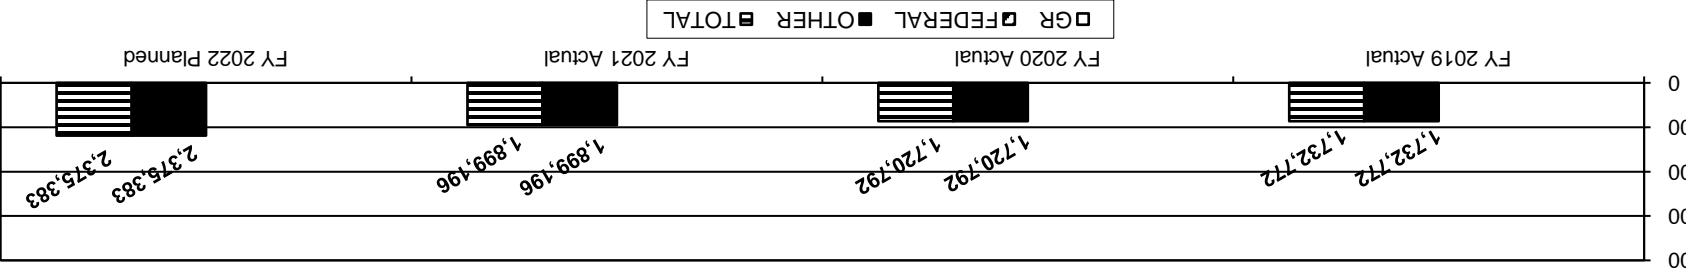 1,732,772 1,732,772 1,720,792 1,720,792 1,899,196 1,899,196 2,375,383 2,375,383
0
FY 2019 Actual FY 2020 Actual FY 2021 Actual FY 2022 Planned
GR FEDERAL OTHER TOTAL